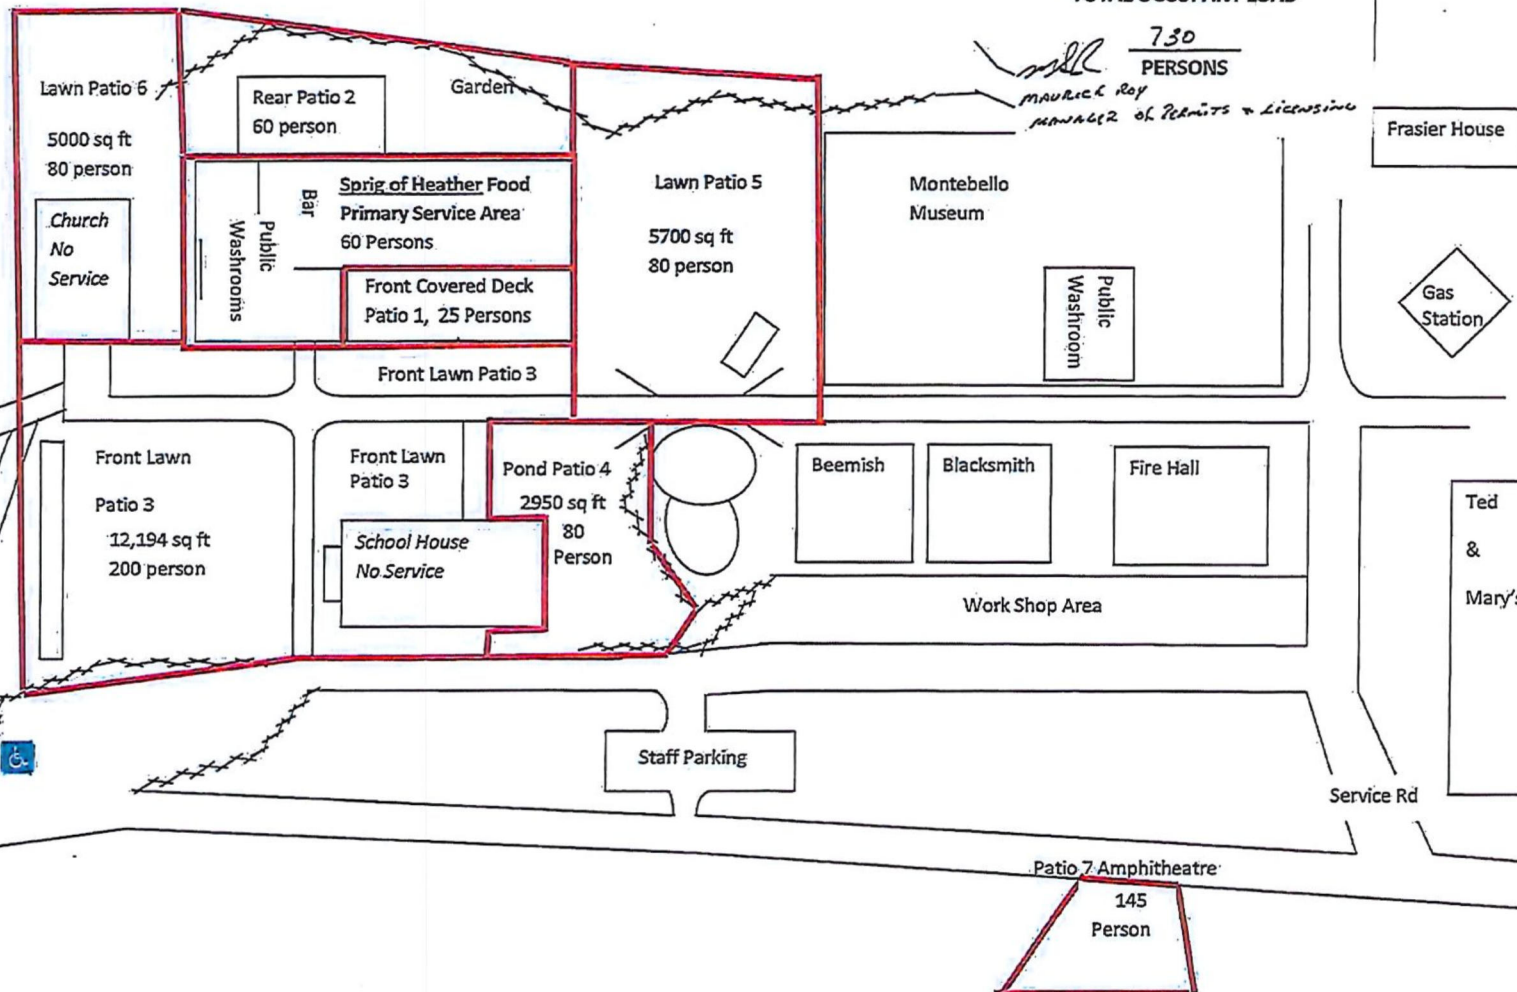 730
PERSONS
MAURICE ROY
MANAGER OF PERMITS & LICENSING
Lawn Patio 6
5000 sq ft
80 person
Church
No
Service
Rear Patio 2
60 person
Garden
Bar
Public
Washrooms
Sprig of Heather Food
Primary Service Area
60 Persons
Front Covered Deck
Patio 1, 25 Persons
Front Lawn Patio 3
Lawn Patio 5
5700 sq ft
80 person
Montebello
Museum
Public
Washroom
Frasier House
Gas
Station
Front Lawn
Patio 3
12,194 sq ft
200 person
Front Lawn
Patio 3
School House
No Service
Pond Patio 4
2950 sq ft
80
Person
Beemish
Blacksmith
Fire Hall
Work Shop Area
Ted
&
Mary's
Staff Parking
Service Rd
Patio 7 Amphitheatre
145
Person